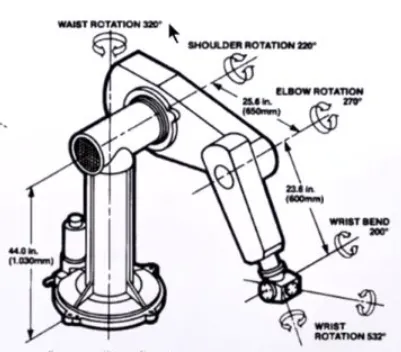 WAIST ROTATION 320°
SHOULDER ROTATION 220°
ELBOW ROTATION
270°
25.6 in.
(650mm)
23.6 in.
(600mm)
WRIST BEND
200°
44.0 in.
(1.030mm)
WRIST
ROTATION 532°